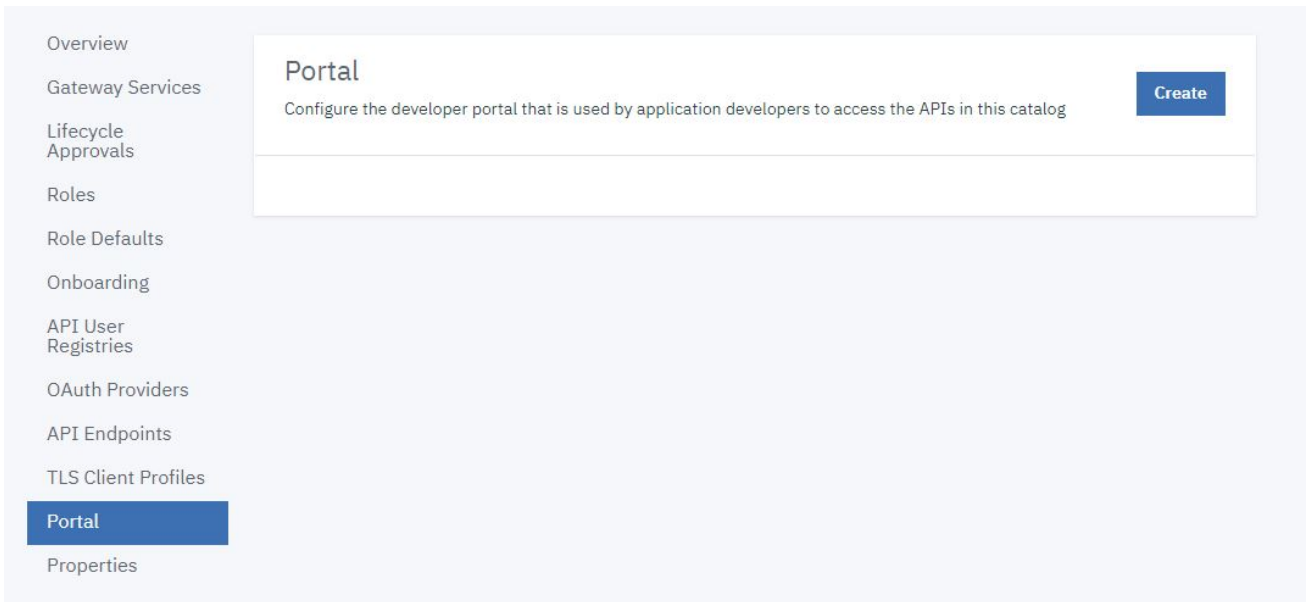 Overview
Gateway Services
Lifecycle
Approvals
Roles
Role Defaults
Onboarding
API User
Registries
OAuth Providers
API Endpoints
TLS Client Profiles
Portal
Properties
Portal
Configure the developer portal that is used by application developers to access the APIs in this catalog
Create